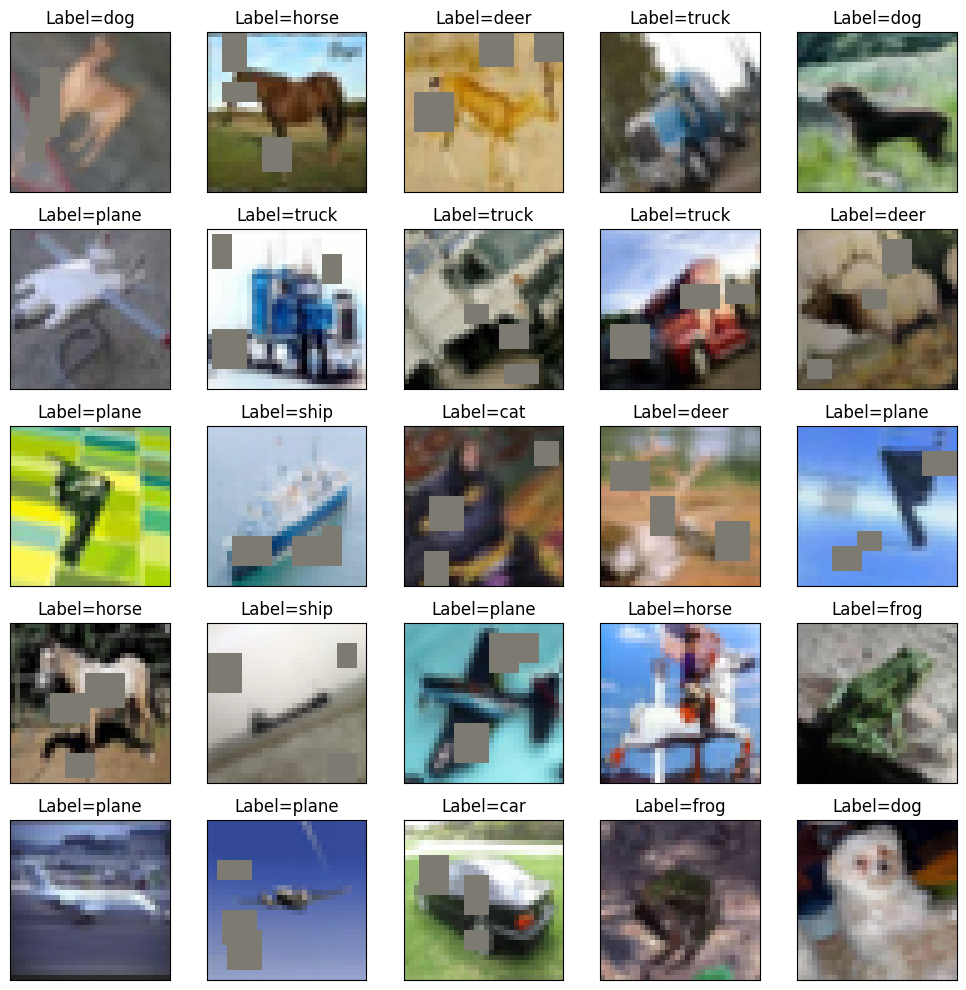 Label=dog Label=horse Label=deer Label=truck Label=dog
Label=plane Label=truck Label=truck Label=truck Label=deer
Label=plane Label=ship Label=cat Label=deer Label=plane
Label=horse Label=ship Label=plane Label=horse Label=frog
Label=plane Label=plane Label=car Label=frog Label=dog